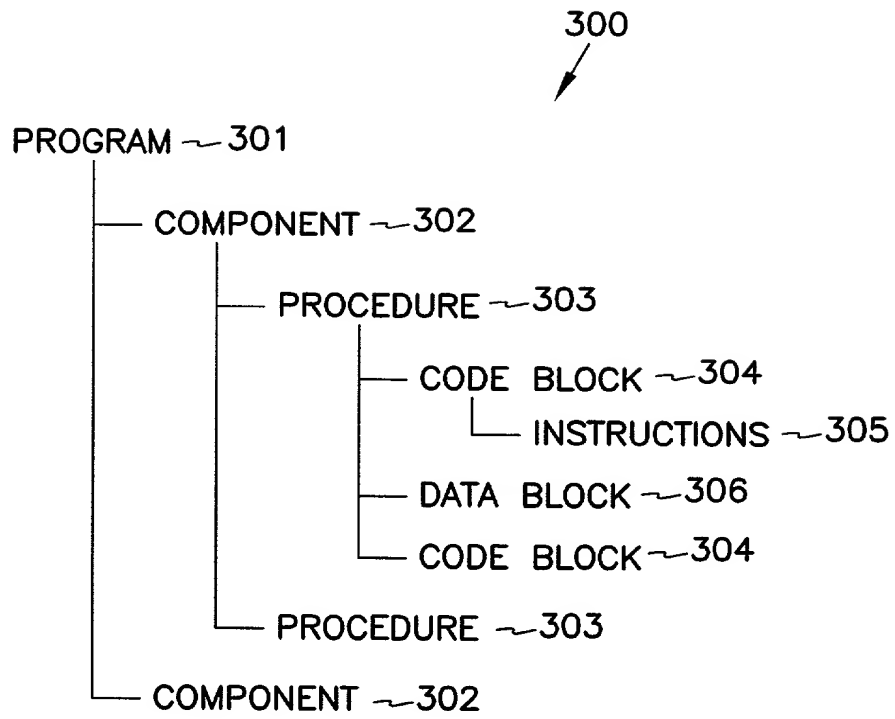 300
PROGRAM 301
COMPONENT 302
PROCEDURE 303
CODE BLOCK 304
INSTRUCTIONS 305
DATA BLOCK 306
CODE BLOCK 304
PROCEDURE 303
COMPONENT 302